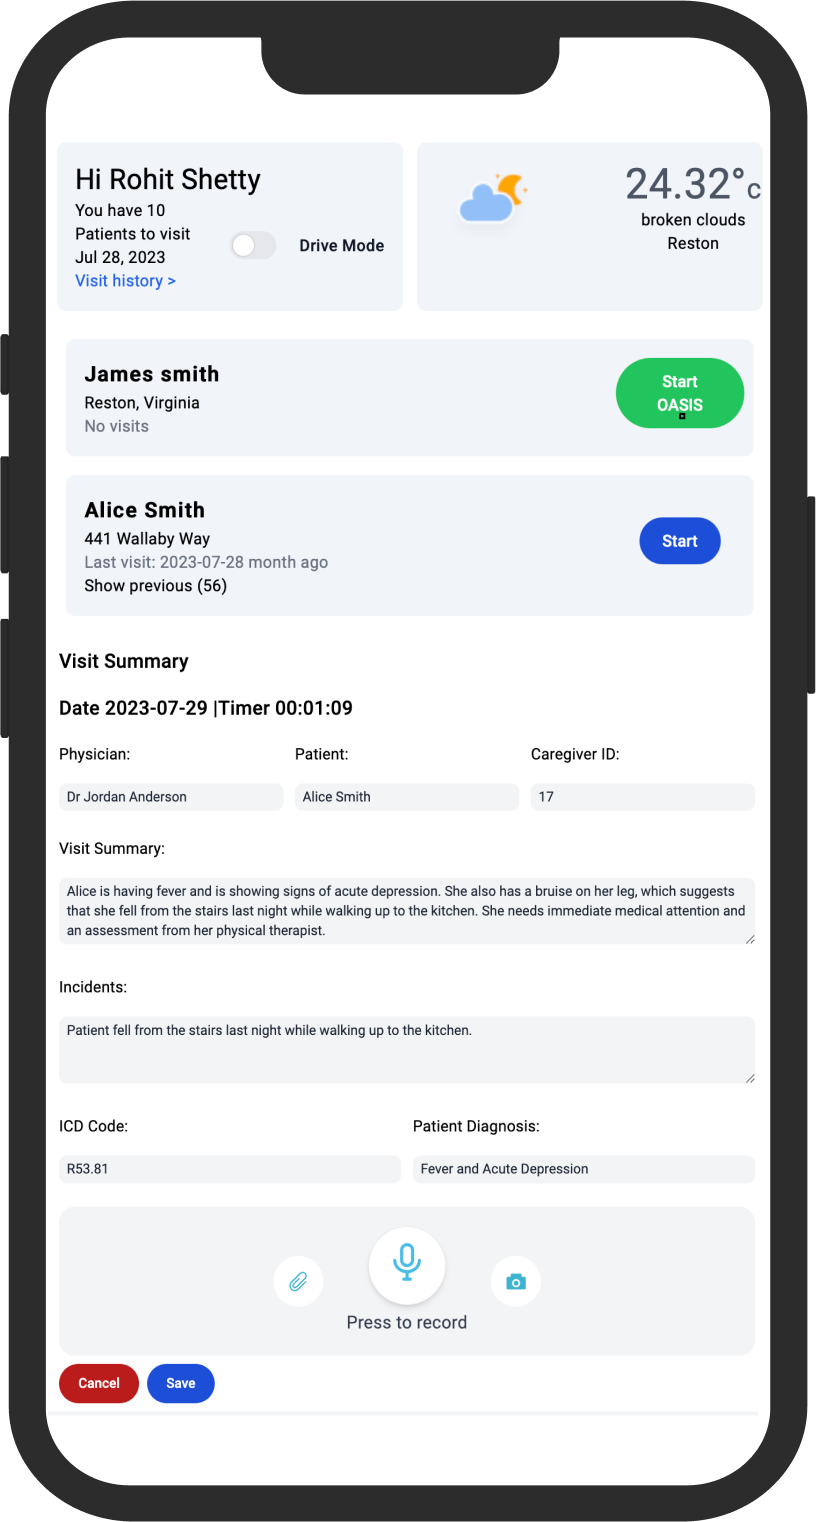 Hi Rohit Shetty
You have 10
Patients to visit
Jul 28, 2023
Visit history >
Drive Mode
24.32°c
broken clouds
Reston
James smith
Reston, Virginia
No visits
Start
OASIS
Alice Smith
441 Wallaby Way
Last visit: 2023-07-28 month ago
Show previous (56)
Start
Visit Summary
Date 2023-07-29 |Timer 00:01:09
Physician:
Patient:
Caregiver ID:
Dr Jordan Anderson
Alice Smith
17
Visit Summary:
Alice is having fever and is showing signs of acute depression. She also has a bruise on her leg, which suggests
that she fell from the stairs last night while walking up to the kitchen. She needs immediate medical attention and
an assessment from her physical therapist.
Incidents:
Patient fell from the stairs last night while walking up to the kitchen.
ICD Code:
Patient Diagnosis:
R53.81
Fever and Acute Depression
Press to record
Cancel
Save